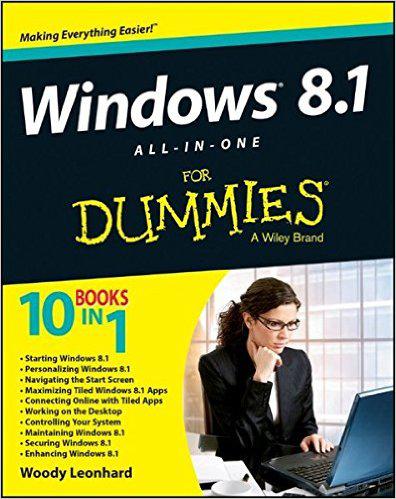 Making Everything Easier!™
Windows® 8.1
ALL-IN-ONE
FOR
DUMMIES®
A Wiley Brand
10 BOOKS
IN 1
• Starting Windows 8.1
• Personalizing Windows 8.1
• Navigating the Start Screen
• Maximizing Tiled Windows 8.1 Apps
• Connecting Online with Tiled Apps
• Working on the Desktop
• Controlling Your System
• Maintaining Windows 8.1
• Securing Windows 8.1
• Enhancing Windows 8.1
Woody Leonhard